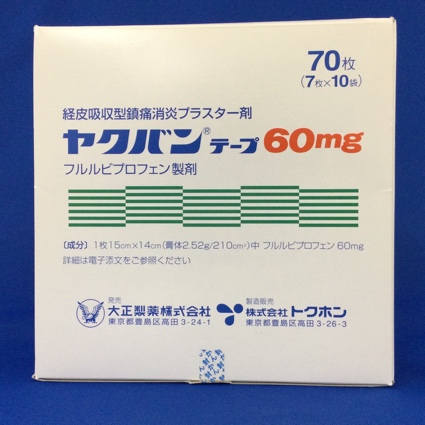 70枚
(7枚×10袋)
経皮吸収型鎮痛消炎プラスター剤
ヤクバン®テープ60mg
フルルビプロフェン製剤
〔成分〕 1枚15cm×14cm(膏体2.52g/210cm²)中 フルルビプロフェン 60mg
詳細は電子添文をご参照ください
発売
大正製薬株式会社
東京都豊島区高田3-24-1
製造販売
株式会社トクホン
東京都豊島区高田3-26-3